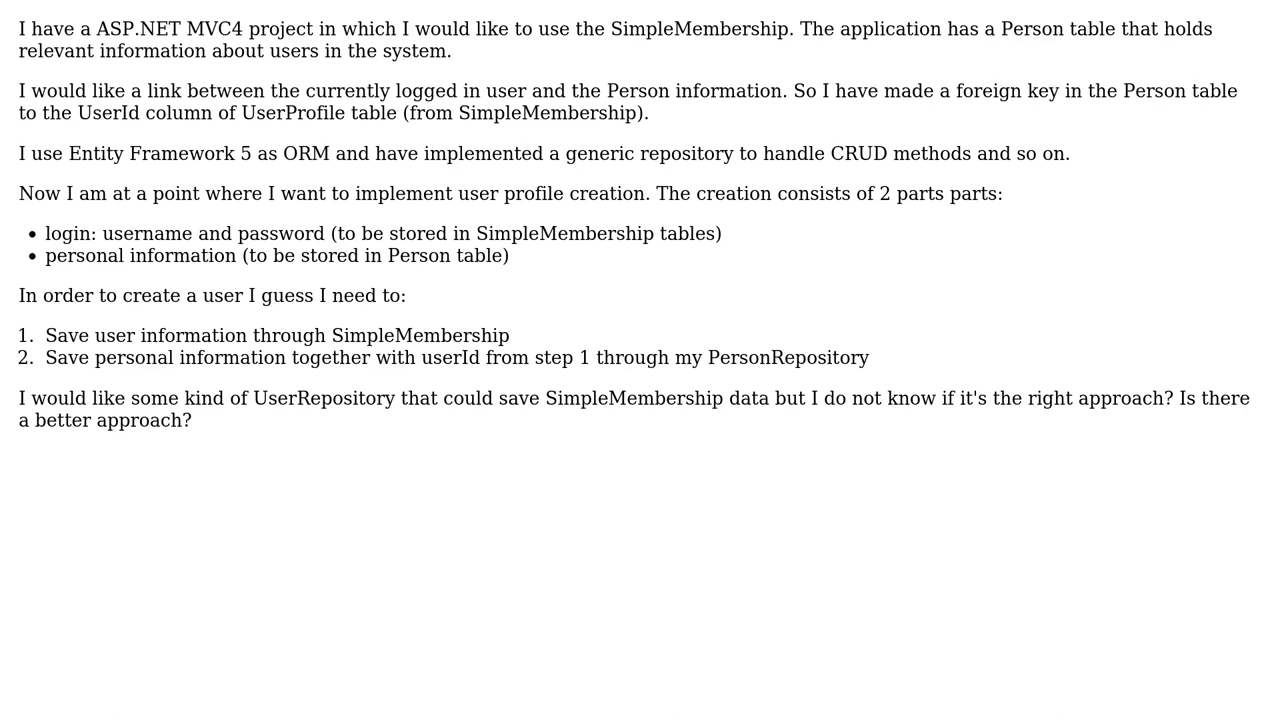 I have a ASP.NET MVC4 project in which I would like to use the SimpleMembership. The application has a Person table that holds
relevant information about users in the system.
I would like a link between the currently logged in user and the Person information. So I have made a foreign key in the Person table
to the UserId column of UserProfile table (from SimpleMembership).
I use Entity Framework 5 as ORM and have implemented a generic repository to handle CRUD methods and so on.
Now I am at a point where I want to implement user profile creation. The creation consists of 2 parts parts:
• login: username and password (to be stored in SimpleMembership tables)
• personal information (to be stored in Person table)
In order to create a user I guess I need to:
1. Save user information through SimpleMembership
2. Save personal information together with userId from step 1 through my PersonRepository
I would like some kind of UserRepository that could save SimpleMembership data but I do not know if it's the right approach? Is there
a better approach?